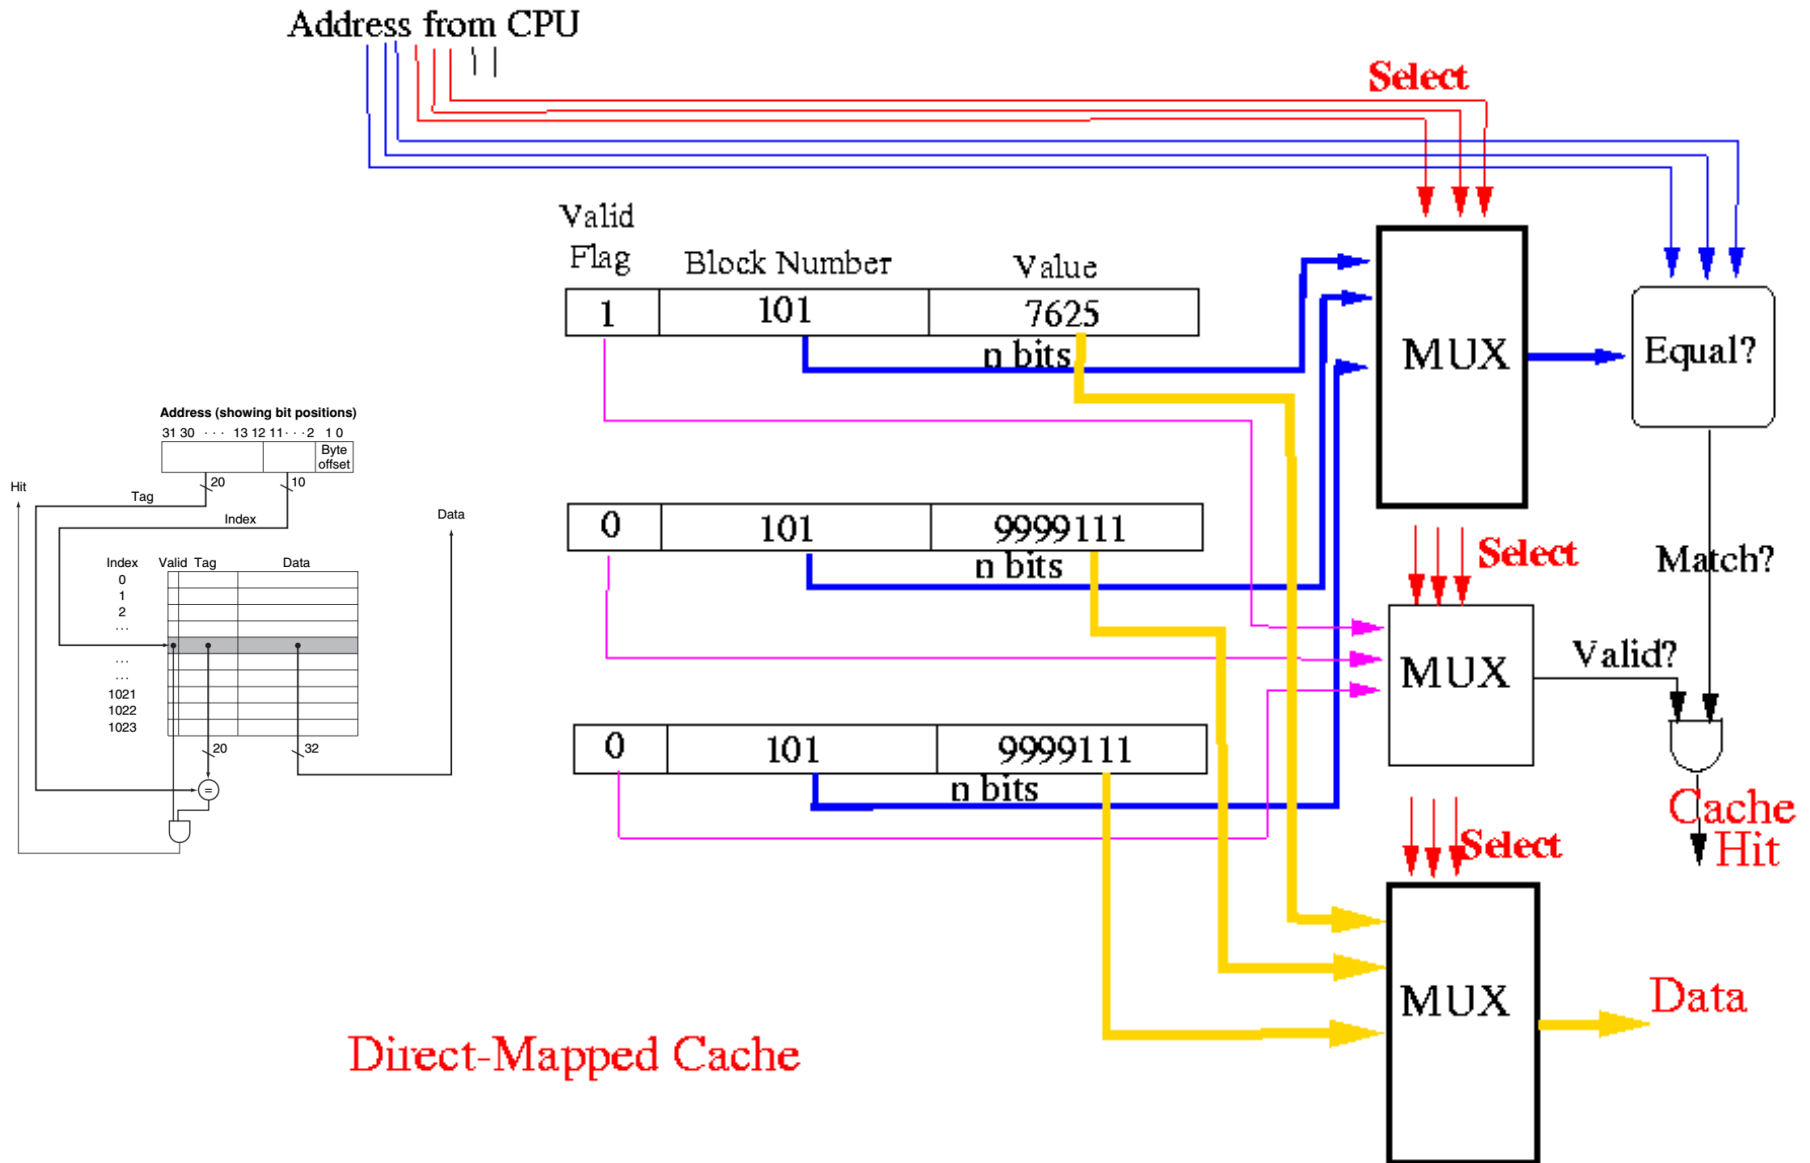 Address from CPU
Select
Valid
Flag
Block Number
Value
1
101
7625
n bits
MUX
Equal?
0
101
9999111
n bits
Select
Match?
MUX
Valid?
0
101
9999111
n bits
Cache
Hit
Select
MUX
Data
Direct-Mapped Cache
Address (showing bit positions)
31 30 · · · 13 12 11 · · · 2 1 0
Byte
offset
20
10
Hit
Tag
Index
Data
Index Valid Tag Data
0
1
2
...
...
...
1021
1022
1023
20
32
=